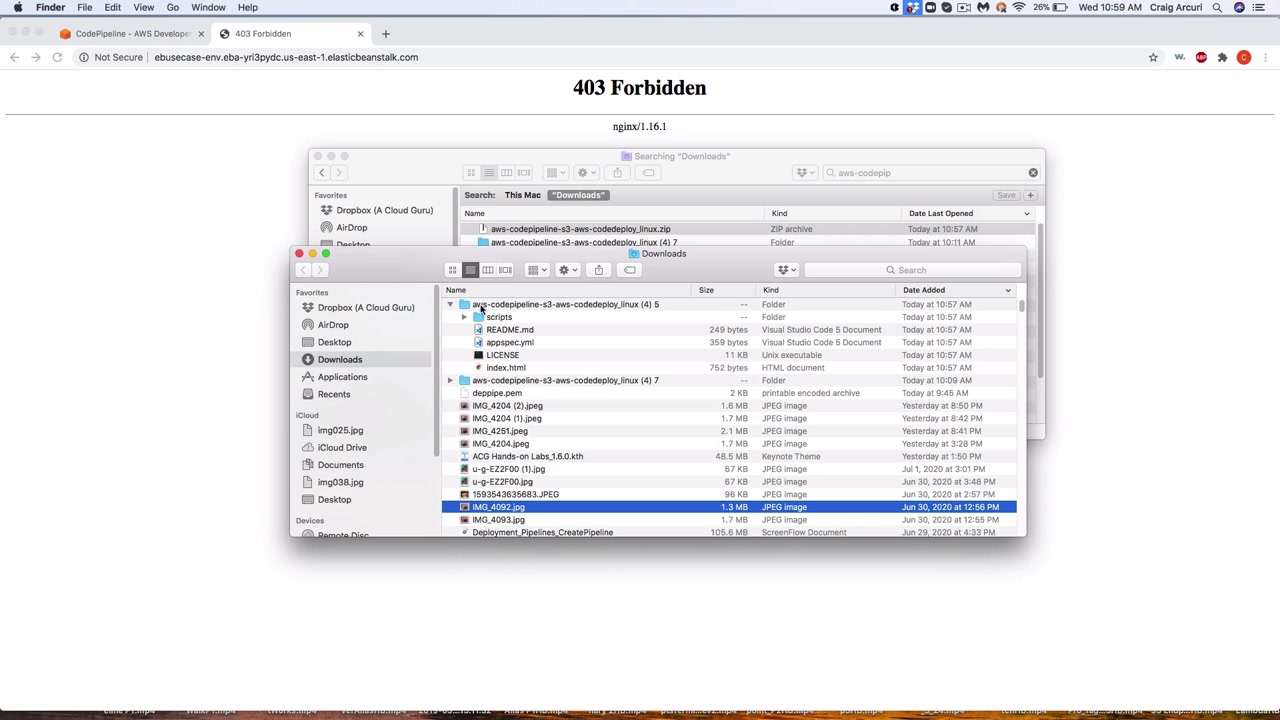 Finder File Edit View Go Window Help 26% Wed 10:59 AM Craig Arcuri
CodePipeline - AWS Develope × 403 Forbidden × +
Not Secure ebusecase-env.eba-yri3pydc.us-east-1.elasticbeanstalk.com w. ABP C
403 Forbidden
nginx/1.16.1
Searching "Downloads"
aws-codepip
Favorites Search: This Mac "Downloads" Save +
Dropbox (A Cloud Guru) Name Kind Date Last Opened
AirDrop aws-codepipeline-s3-aws-codedeploy_linux.zip ZIP archive Today at 10:57 AM
Desktop aws-codepipeline-s3-aws-codedeploy_linux (4) 7 Folder Today at 10:11 AM
Downloads
Search
Favorites Name Size Kind Date Added
Dropbox (A Cloud Guru) aws-codepipeline-s3-aws-codedeploy_linux (4) 5 -- Folder Today at 10:57 AM
scripts -- Folder Today at 10:57 AM
AirDrop README.md 249 bytes Visual Studio Code 5 Document Today at 10:57 AM
Desktop appspec.yml 359 bytes Visual Studio Code 5 Document Today at 10:57 AM
Downloads LICENSE 11 KB Unix executable Today at 10:57 AM
index.html 752 bytes HTML document Today at 10:57 AM
Applications aws-codepipeline-s3-aws-codedeploy_linux (4) 7 -- Folder Today at 10:09 AM
Recents deppipe.pem 2 KB printable encoded archive Today at 9:45 AM
IMG_4204 (2).jpeg 1.6 MB JPEG image Yesterday at 8:50 PM
iCloud IMG_4204 (1).jpeg 1.7 MB JPEG image Yesterday at 8:42 PM
img025.jpg IMG_4251.jpeg 2.1 MB JPEG image Yesterday at 8:41 PM
iCloud Drive IMG_4204.jpeg 1.7 MB JPEG image Yesterday at 3:28 PM
ACG Hands-on Labs_1.6.0.kth 48.5 MB Keynote Theme Yesterday at 1:50 PM
Documents u-g-EZ2F00 (1).jpg 67 KB JPEG image Jul 1, 2020 at 3:01 PM
img038.jpg u-g-EZ2F00.jpg 67 KB JPEG image Jun 30, 2020 at 3:48 PM
Desktop 1593543635683.JPEG 96 KB JPEG image Jun 30, 2020 at 2:57 PM
IMG_4092.jpg 1.3 MB JPEG image Jun 30, 2020 at 12:56 PM
Devices IMG_4093.jpg 1.7 MB JPEG image Jun 30, 2020 at 12:55 PM
Remote Disc Deployment_Pipelines_CreatePipeline 105.6 MB ScreenFlow Document Jun 29, 2020 at 4:33 PM